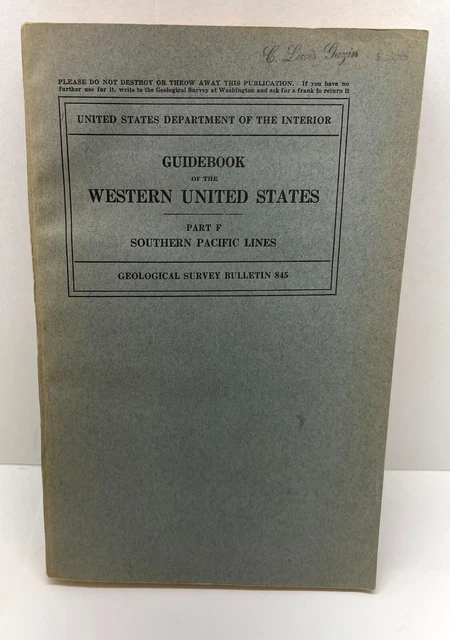 C. Lewis Gazin
PLEASE DO NOT DESTROY OR THROW AWAY THIS PUBLICATION. If you have no
further use for it, write to the Geological Survey at Washington and ask for a frank to return it
UNITED STATES DEPARTMENT OF THE INTERIOR
GUIDEBOOK
OF THE
WESTERN UNITED STATES
PART F
SOUTHERN PACIFIC LINES
GEOLOGICAL SURVEY BULLETIN 845